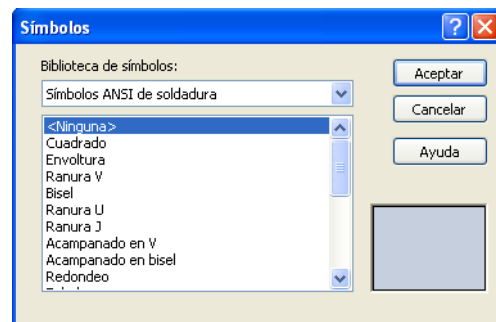 Símbolos
Biblioteca de símbolos:
Símbolos ANSI de soldadura
Aceptar
Cancelar
Ayuda
<Ninguna>
Cuadrado
Envoltura
Ranura V
Bisel
Ranura U
Ranura J
Acampanado en V
Acampanado en bisel
Redondeo